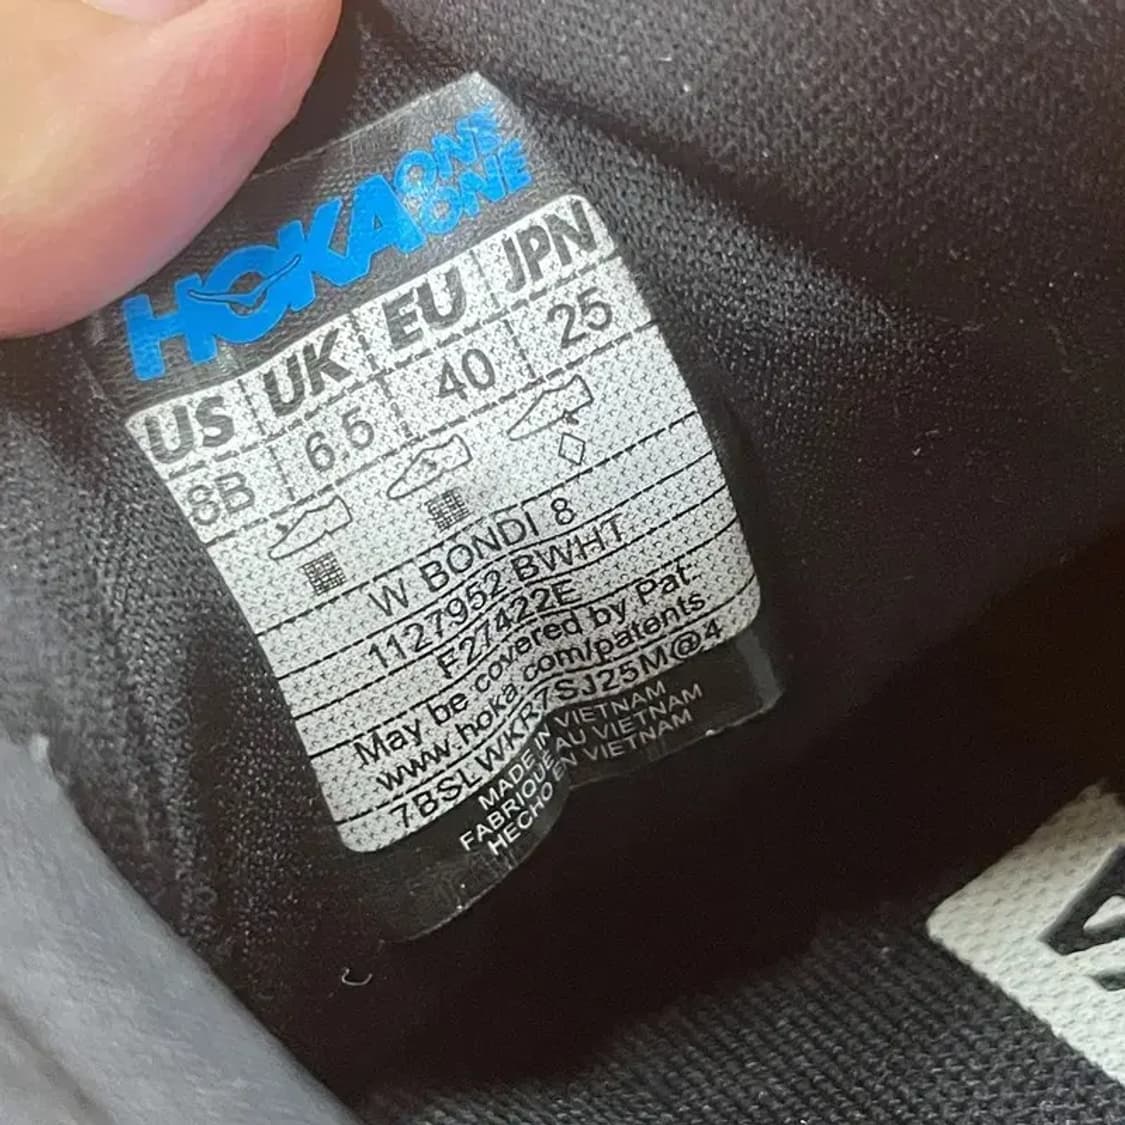 HOKA ONE ONE
US UK EU JPN
8B 6.5 40 25
W BONDI 8
1127952 BWHT
F27422E
May be covered by Pat.
www.hoka.com/patents
7BSLWKR7SJ25M@4
MADE IN VIETNAM
FABRIQUE AU VIETNAM
HECHO EN VIETNAM